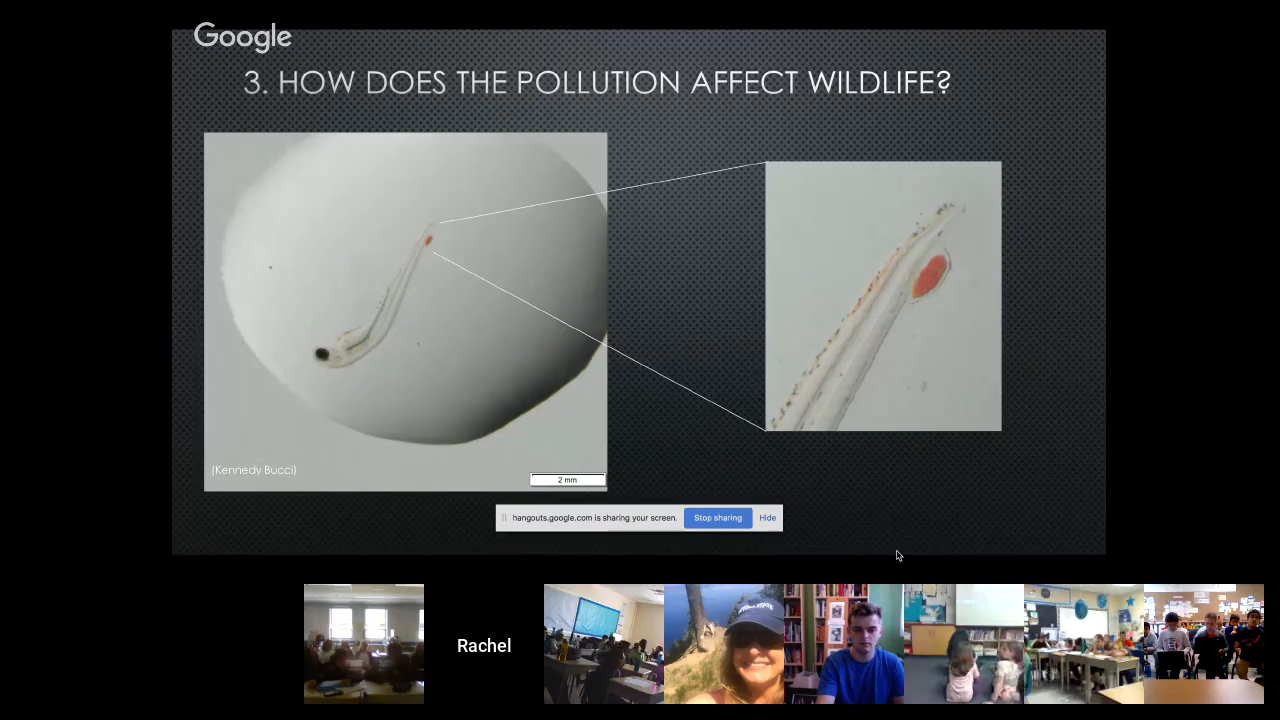 Google
3. HOW DOES THE POLLUTION AFFECT WILDLIFE?
(Kennedy Bucci)
2 mm
hangouts.google.com is sharing your screen. Stop sharing Hide
Rachel